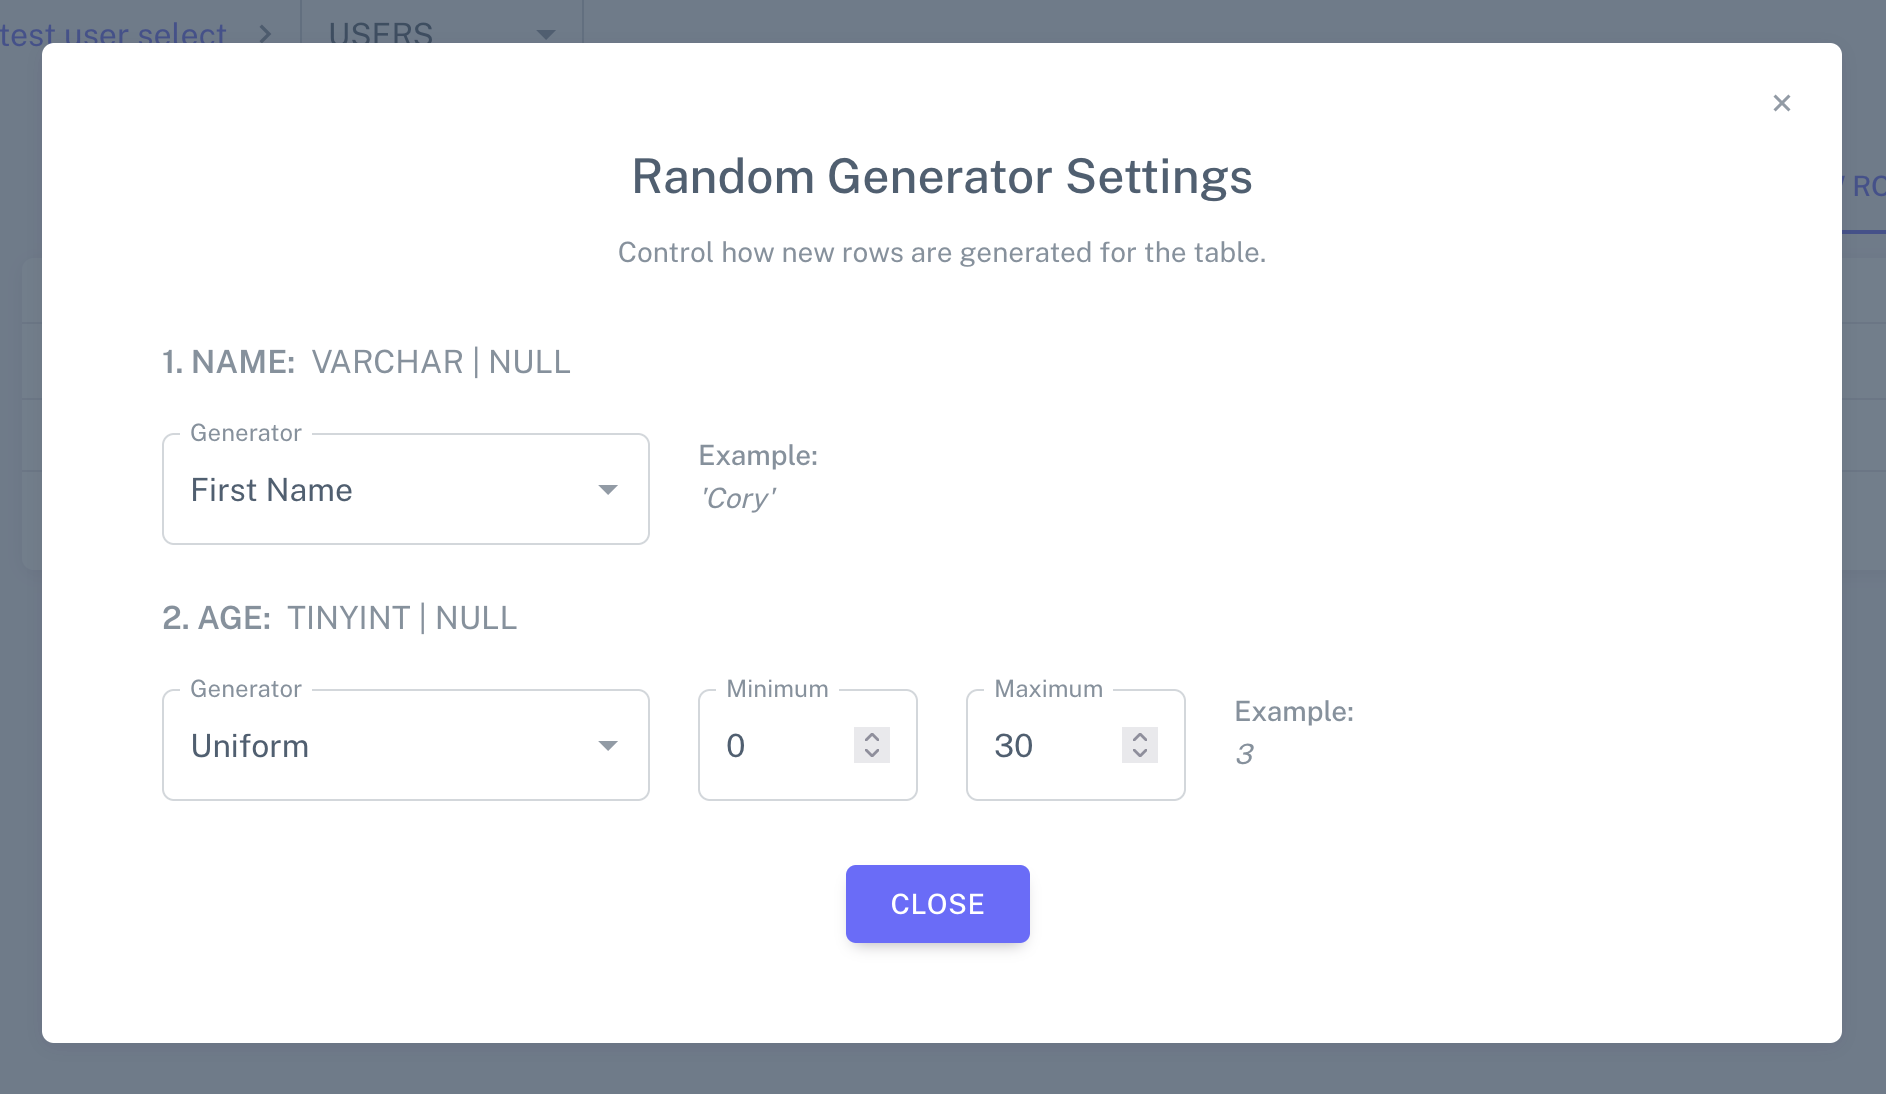 test user select
USERS
Random Generator Settings
Control how new rows are generated for the table.
1. NAME: VARCHAR | NULL
Generator
First Name
Example:
'Cory'
2. AGE: TINYINT | NULL
Generator
Uniform
Minimum
0
Maximum
30
Example:
3
CLOSE